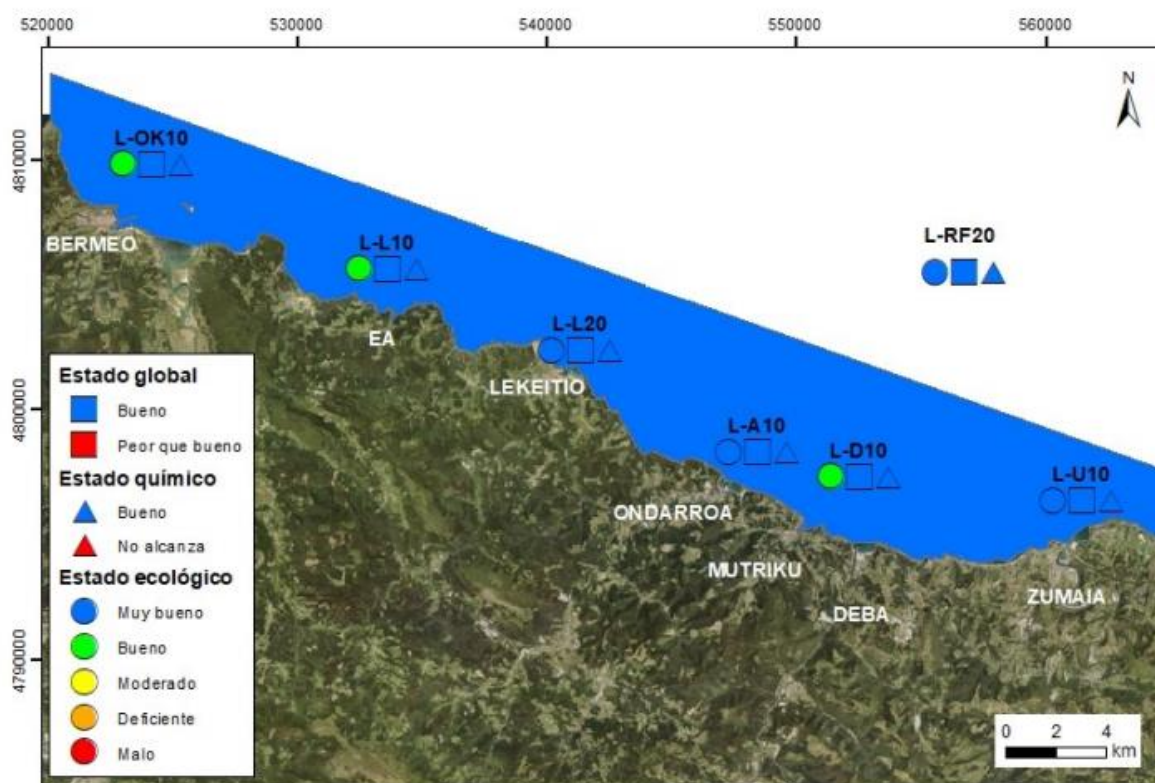 520000 530000 540000 550000 560000
N
4810000
4800000
4790000
L-OK10
BERMEO
L-L10
EA
L-RF20
L-L20
LEKEITIO
L-A10
L-D10
L-U10
ONDARROA
MUTRIKU
DEBA
ZUMAIA
Estado global
Bueno
Peor que bueno
Estado químico
Bueno
No alcanza
Estado ecológico
Muy bueno
Bueno
Moderado
Deficiente
Malo
0 2 4
km